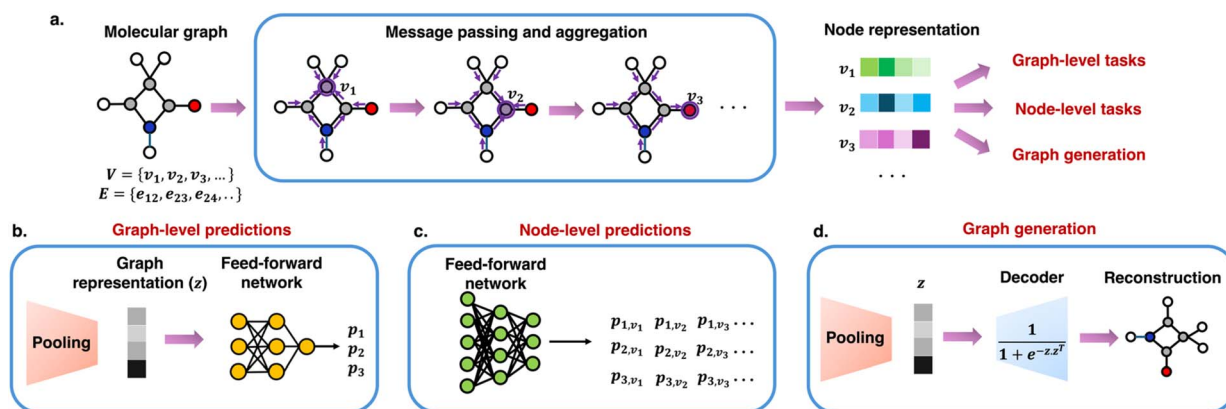 a.
Molecular graph
Message passing and aggregation
Node representation
v₁
v₂
v₃
. . .
v₁
v₂
v₃
. . .
Graph-level tasks
Node-level tasks
Graph generation
V = {v₁, v₂, v₃, ...}
E = {e₁₂, e₂₃, e₂₄, . .}
b.
Graph-level predictions
Graph
representation (z)
Feed-forward
network
Pooling
p₁
p₂
p₃
c.
Node-level predictions
Feed-forward
network
p₁,v₁ p₁,v₂ p₁,v₃ ...
p₂,v₁ p₂,v₂ p₂,v₃ ...
p₃,v₁ p₃,v₂ p₃,v₃ ...
d.
Graph generation
z
Decoder
Reconstruction
Pooling
1
1 + e^-z.z^T